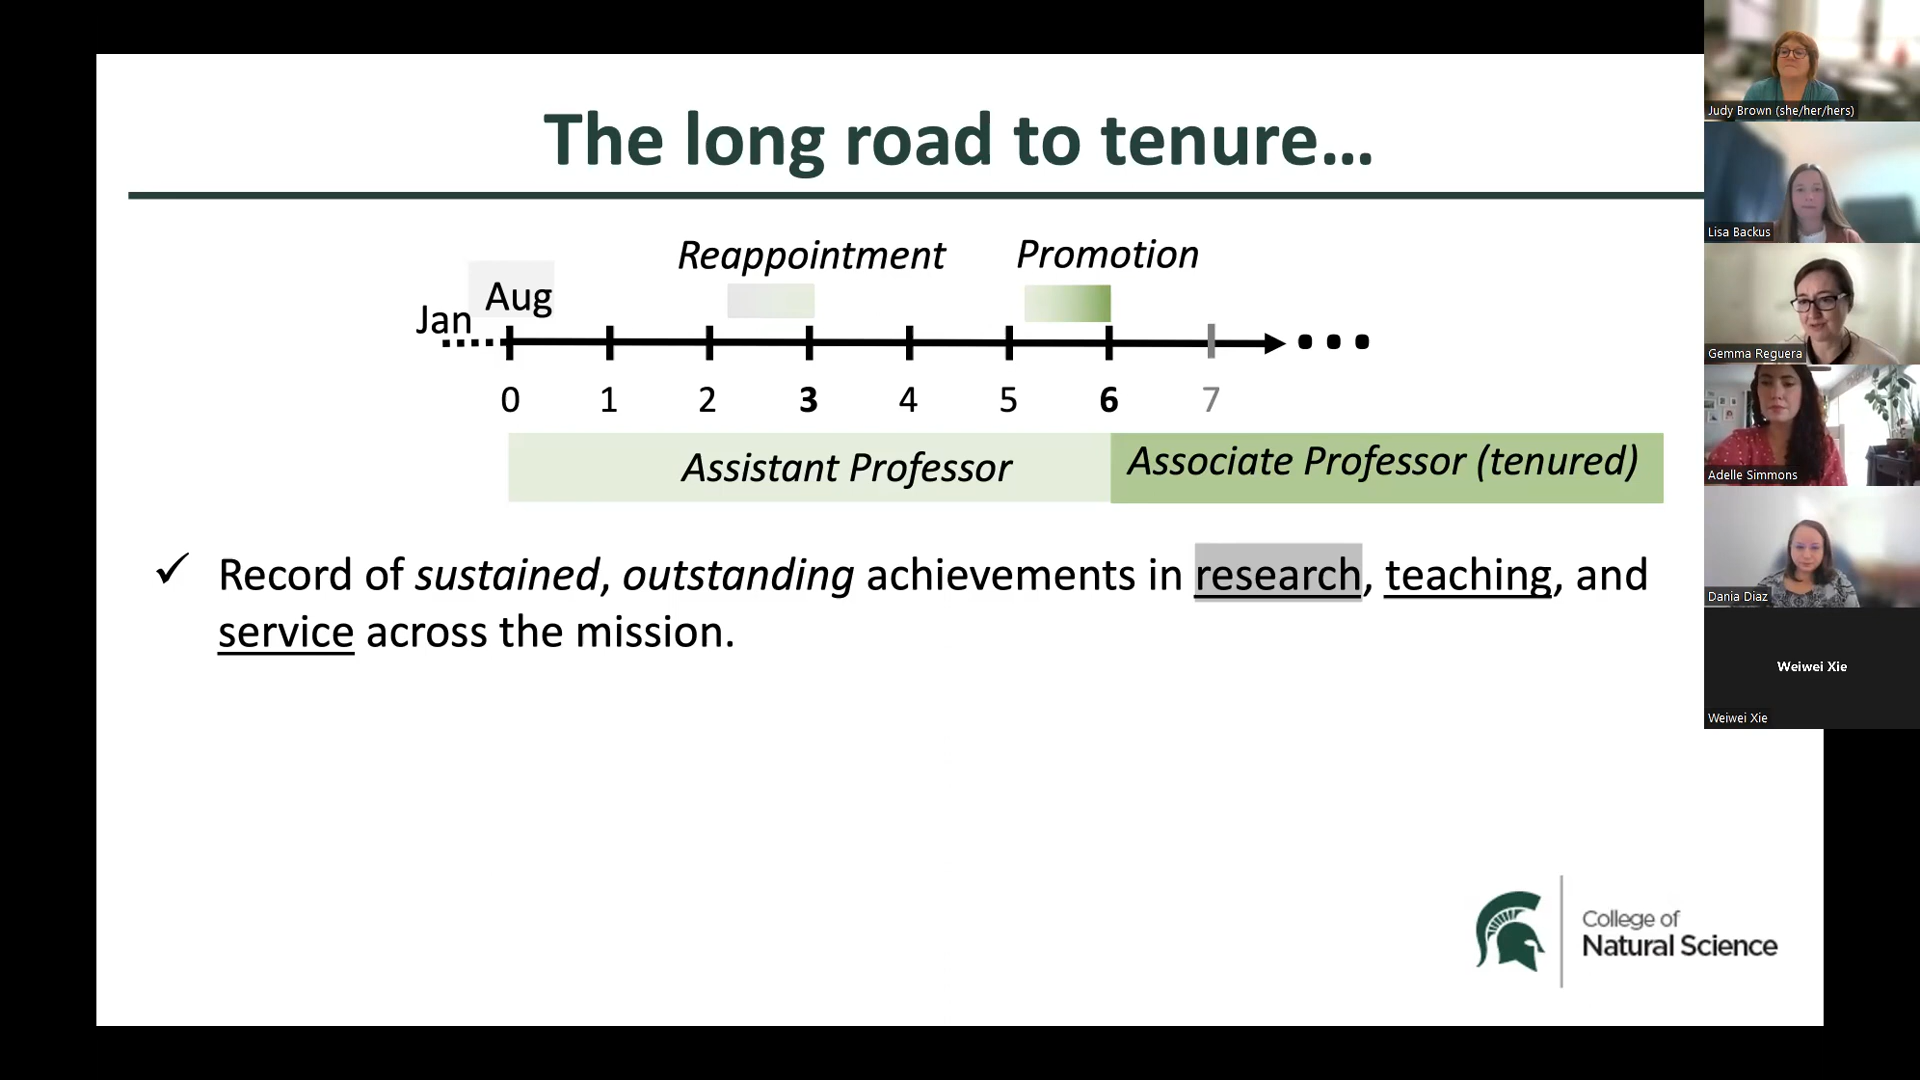 The long road to tenure...
Reappointment
Promotion
Jan
Aug
0 1 2 3 4 5 6 7
Assistant Professor
Associate Professor (tenured)
✓ Record of sustained, outstanding achievements in research, teaching, and
service across the mission.
College of
Natural Science
Judy Brown (she/her/hers)
Lisa Backus
Gemma Reguera
Adelle Simmons
Dania Diaz
Weiwei Xie
Weiwei Xie